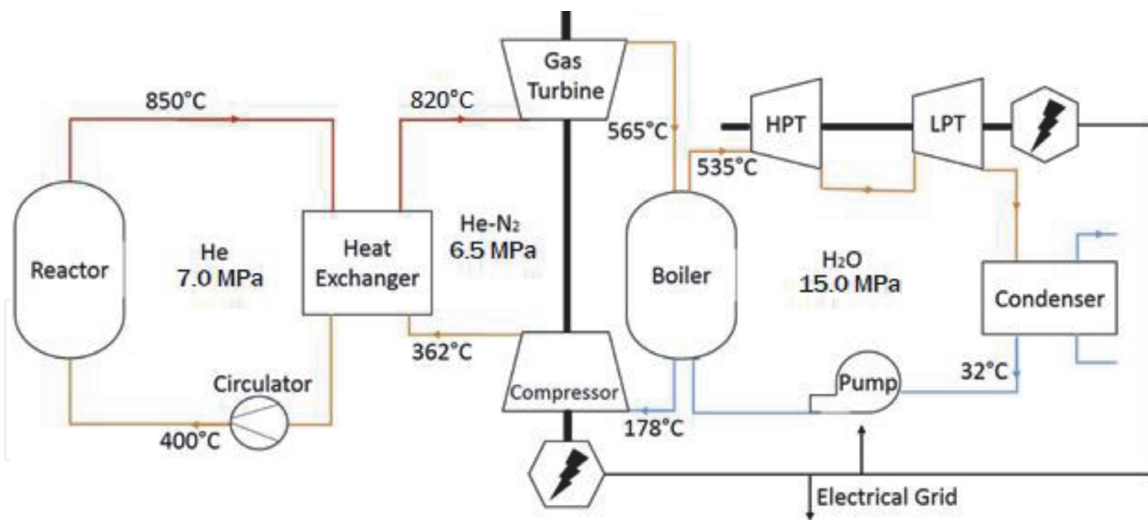 Gas
Turbine
850°C
820°C
565°C
HPT
LPT
535°C
He-N₂
6.5 MPa
He
7.0 MPa
Reactor
Heat
Exchanger
Boiler
H₂O
15.0 MPa
Condenser
362°C
Circulator
400°C
Compressor
178°C
Pump
32°C
Electrical Grid